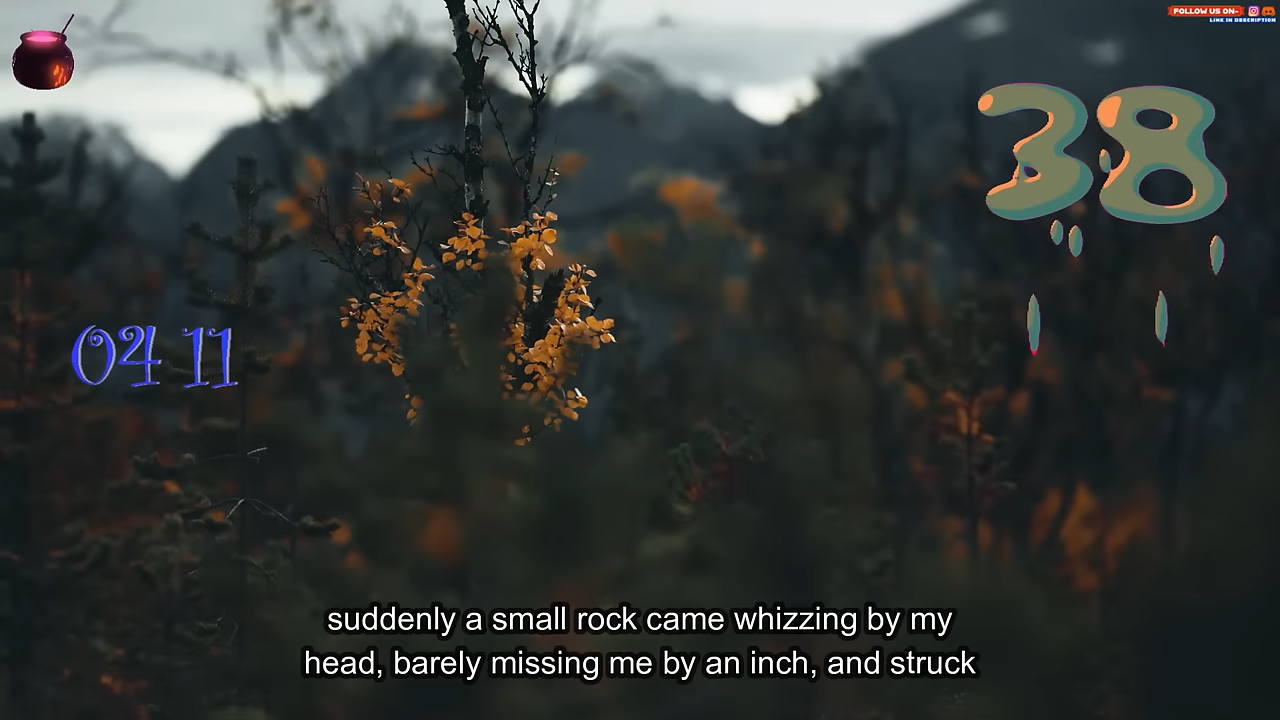 FOLLOW US ON-
LINK IN DESCRIPTION
38
04 11
suddenly a small rock came whizzing by my
head, barely missing me by an inch, and struck